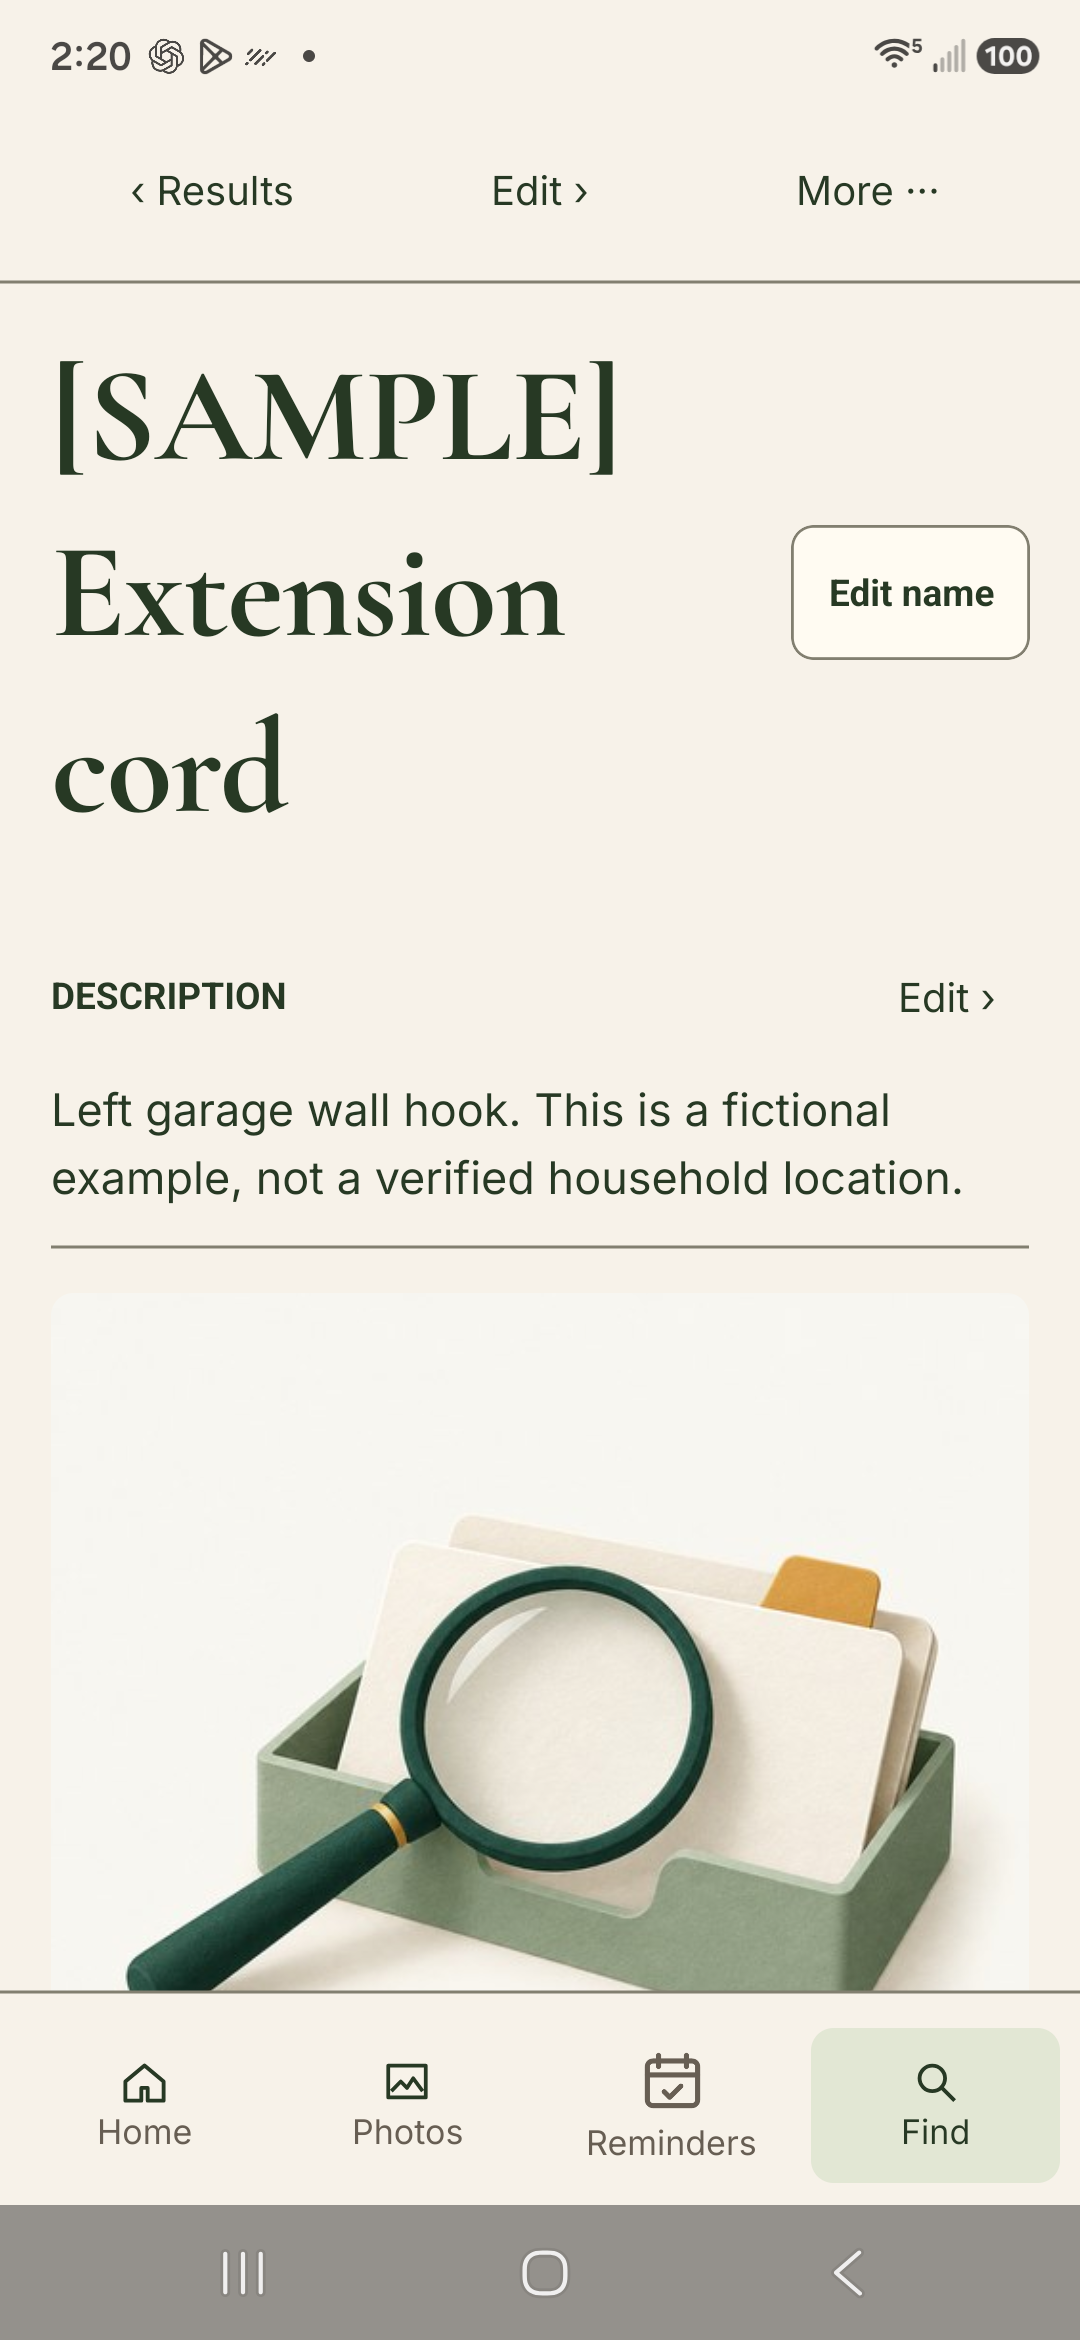 2:20
5
100
‹ Results
Edit ›
More ···
[SAMPLE]
Extension
cord
Edit name
DESCRIPTION
Edit ›
Left garage wall hook. This is a fictional
example, not a verified household location.
Home
Photos
Reminders
Find